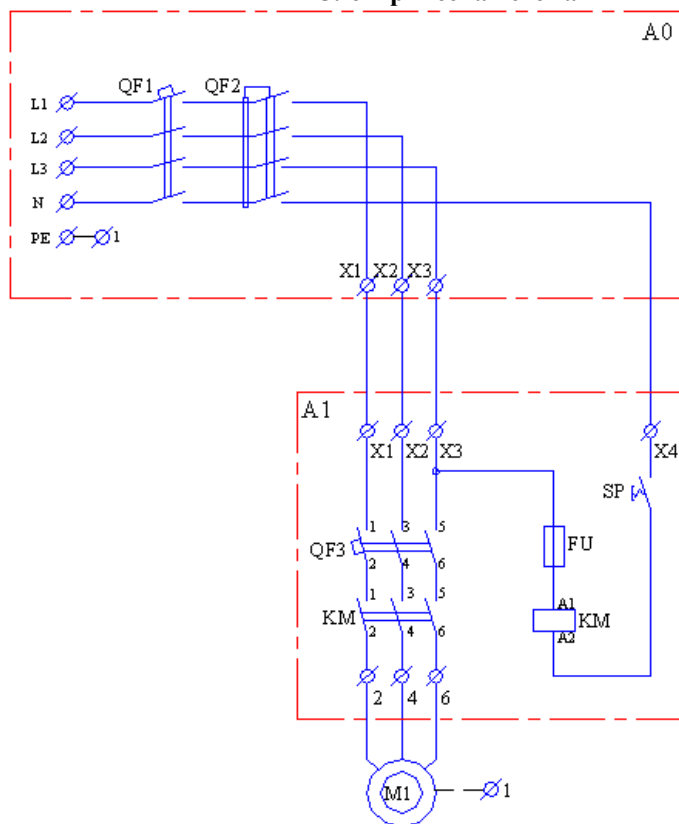 A0
QF1 QF2
L1
L2
L3
N
PE 1
X1 X2 X3
A1
X1 X2 X3 X4
SP
1 3 5
QF3 FU
2 4 6
1 3 5 A1
KM KM
2 4 6 A2
2 4 6
M1 1